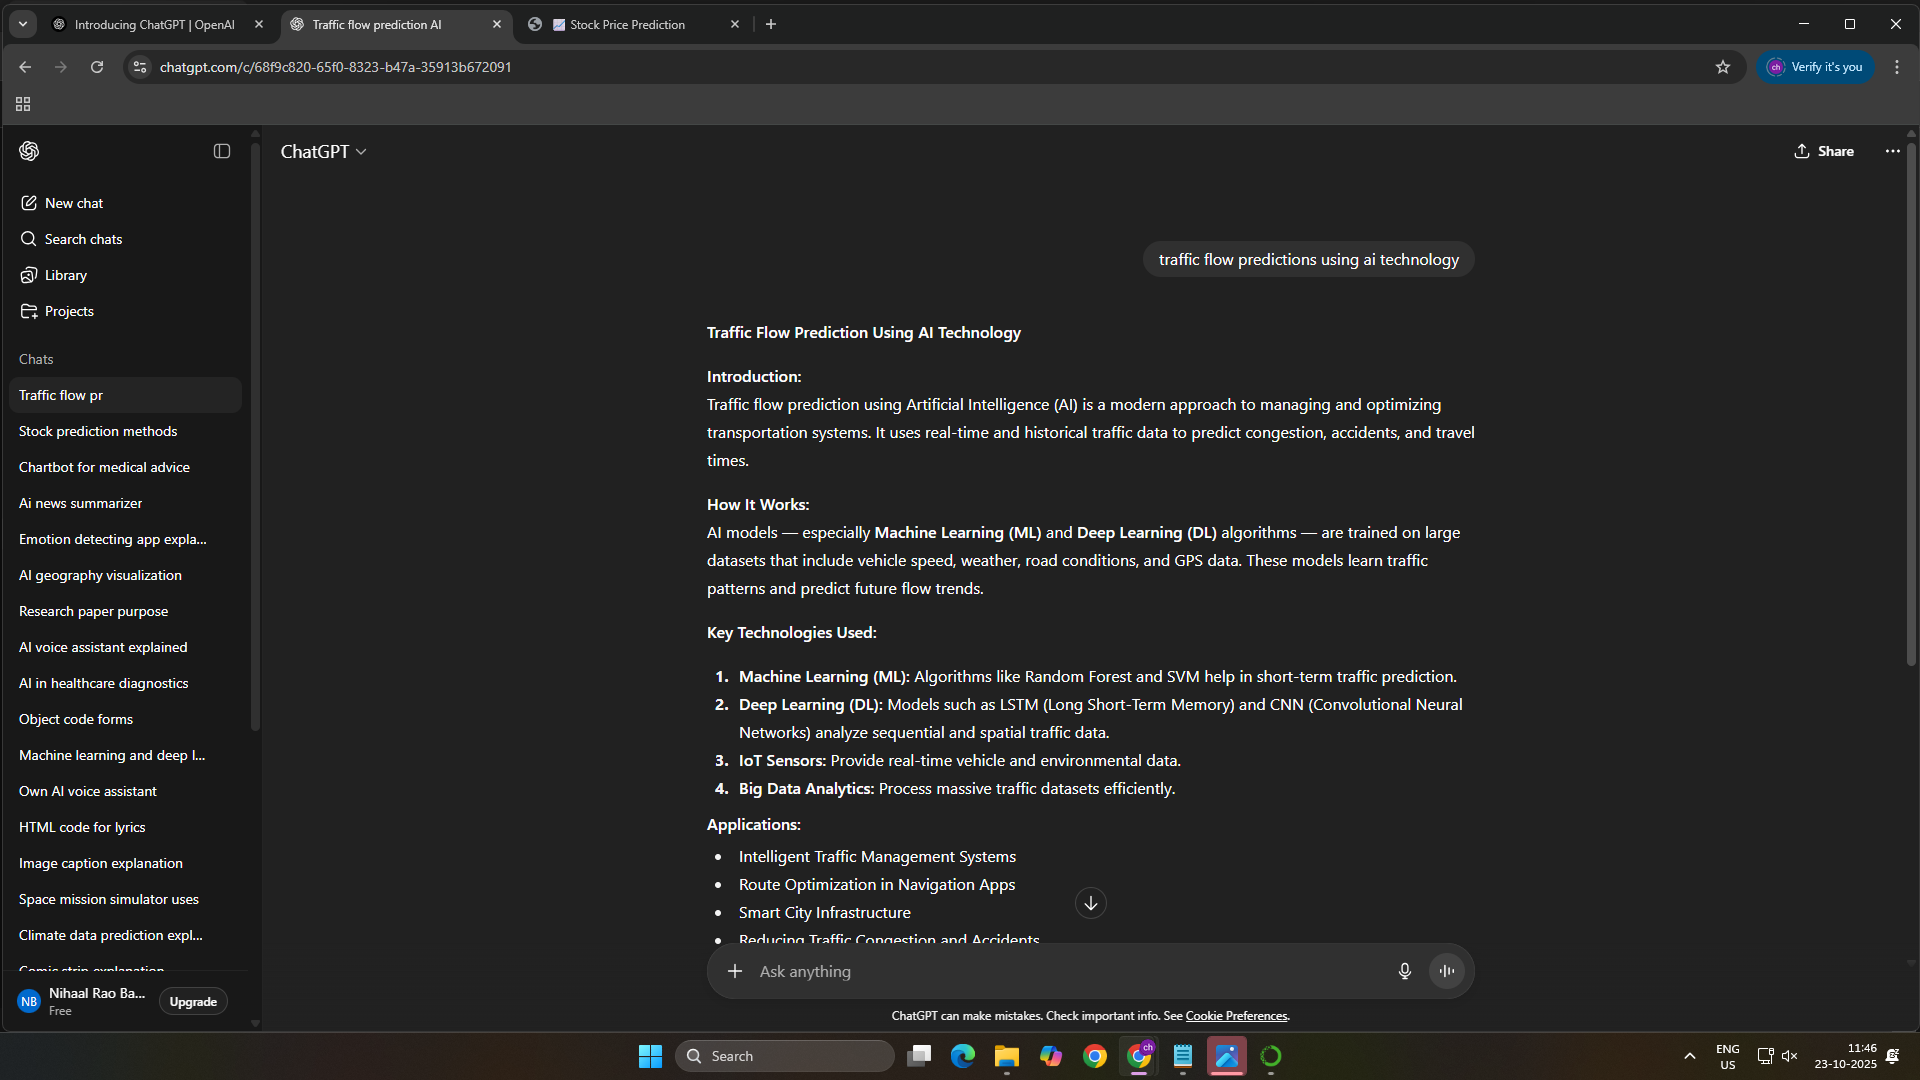 Introducing ChatGPT | OpenAI
Traffic flow prediction AI
Stock Price Prediction
chatgpt.com/c/68f9c820-65f0-8323-b47a-35913b672091
ch
Verify it's you
ChatGPT
Share
New chat
Search chats
Library
Projects
Chats
Traffic flow pr
Stock prediction methods
Chartbot for medical advice
Ai news summarizer
Emotion detecting app expla...
AI geography visualization
Research paper purpose
AI voice assistant explained
AI in healthcare diagnostics
Object code forms
Machine learning and deep l...
Own AI voice assistant
HTML code for lyrics
Image caption explanation
Space mission simulator uses
Climate data prediction expl...
Comic strip explanation
NB
Nihaal Rao Ba...
Free
Upgrade
traffic flow predictions using ai technology
Traffic Flow Prediction Using AI Technology
Introduction:
Traffic flow prediction using Artificial Intelligence (AI) is a modern approach to managing and optimizing
transportation systems. It uses real-time and historical traffic data to predict congestion, accidents, and travel
times.
How It Works:
AI models — especially Machine Learning (ML) and Deep Learning (DL) algorithms — are trained on large
datasets that include vehicle speed, weather, road conditions, and GPS data. These models learn traffic
patterns and predict future flow trends.
Key Technologies Used:
1. Machine Learning (ML): Algorithms like Random Forest and SVM help in short-term traffic prediction.
2. Deep Learning (DL): Models such as LSTM (Long Short-Term Memory) and CNN (Convolutional Neural
Networks) analyze sequential and spatial traffic data.
3. IoT Sensors: Provide real-time vehicle and environmental data.
4. Big Data Analytics: Process massive traffic datasets efficiently.
Applications:
• Intelligent Traffic Management Systems
• Route Optimization in Navigation Apps
• Smart City Infrastructure
• Reducing Traffic Congestion and Accidents
Ask anything
ChatGPT can make mistakes. Check important info. See Cookie Preferences.
Search
ch
ENG
US
11:46
23-10-2025